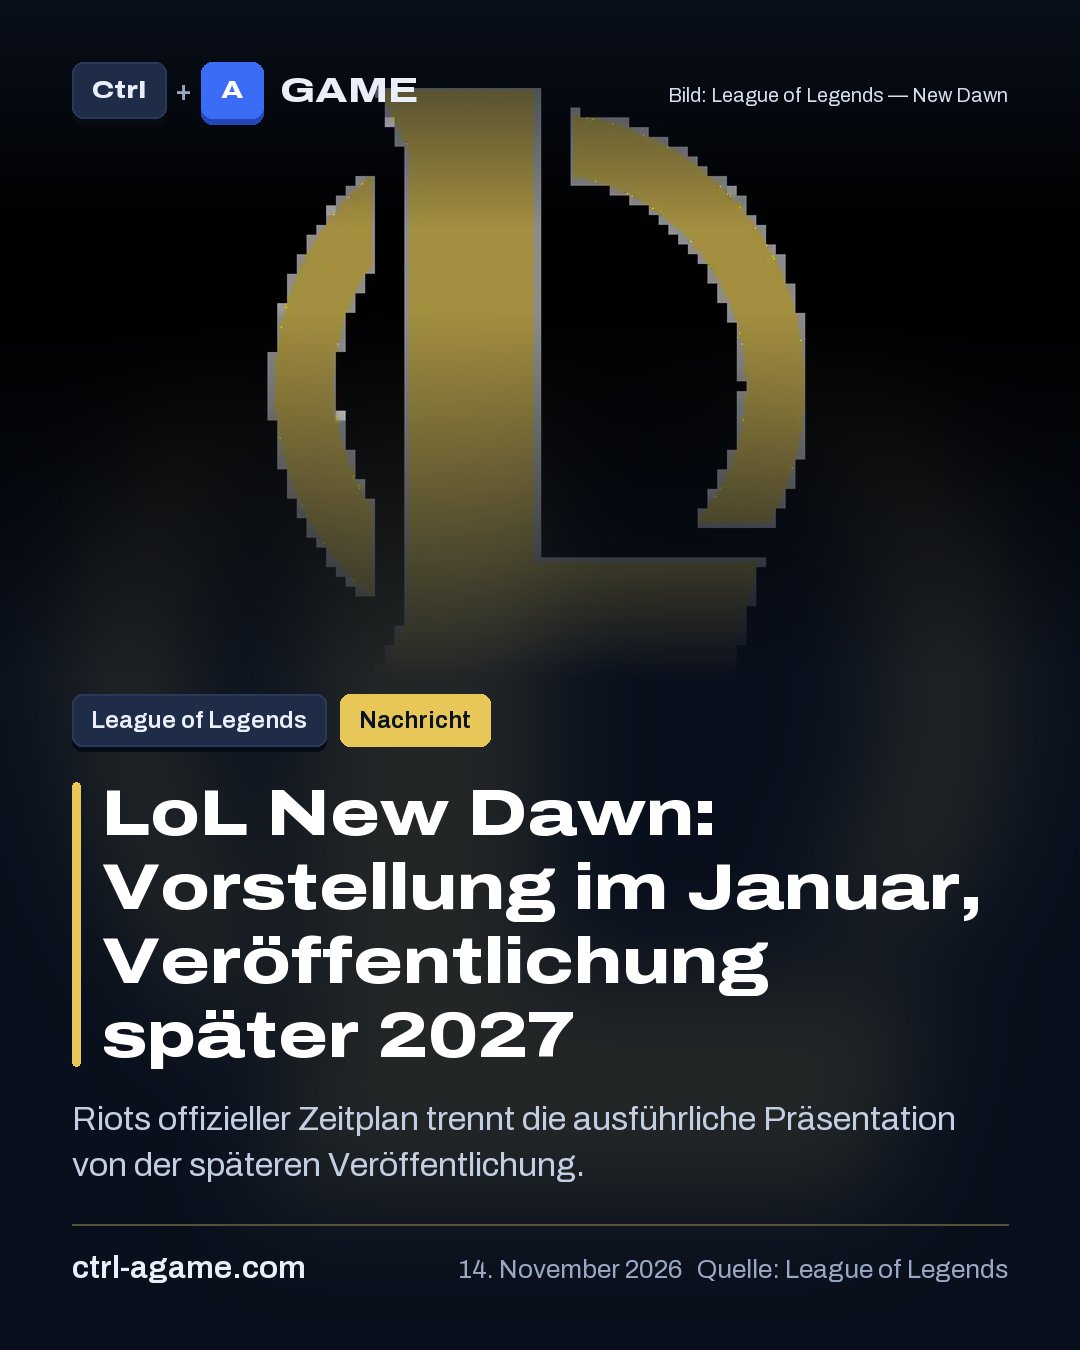 Ctrl + A GAME
Bild: League of Legends — New Dawn
League of Legends
Nachricht
LoL New Dawn:
Vorstellung im Januar,
Veröffentlichung
später 2027
Riots offizieller Zeitplan trennt die ausführliche Präsentation
von der späteren Veröffentlichung.
ctrl-agame.com
14. November 2026 Quelle: League of Legends